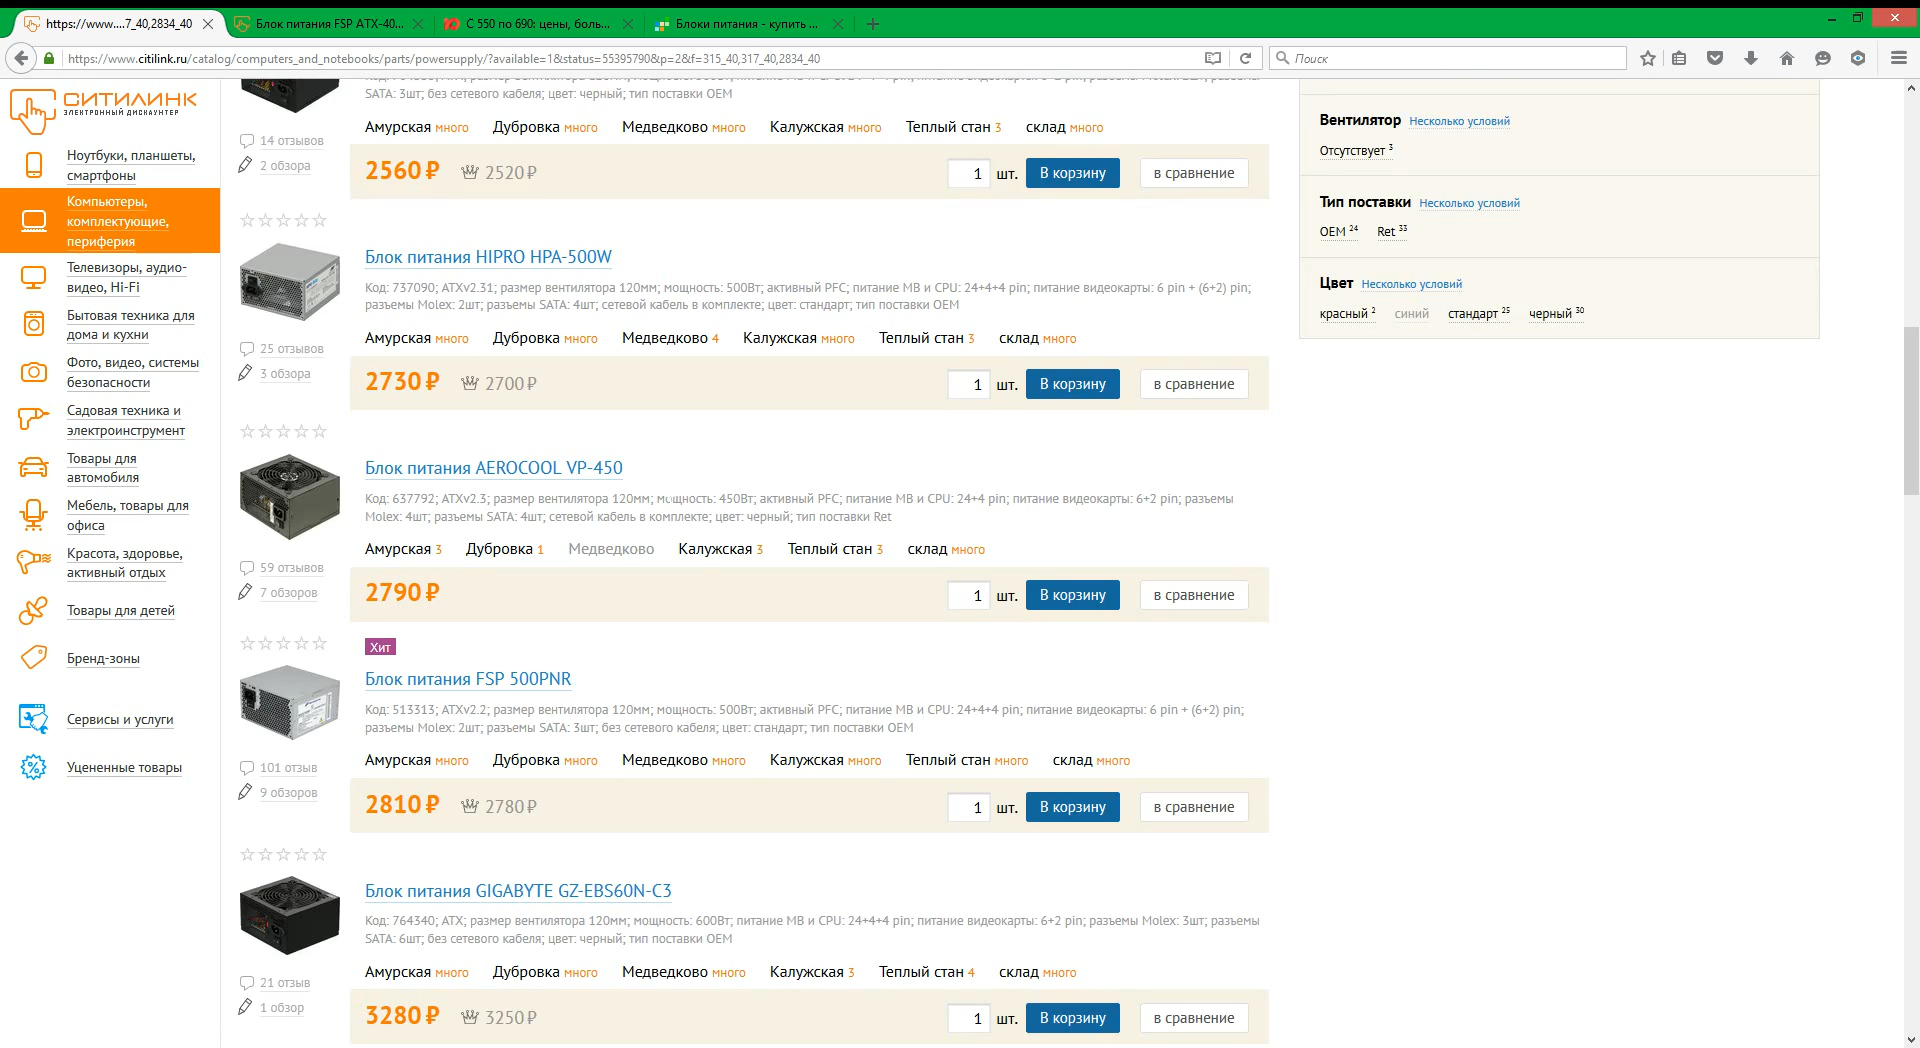 https://www....7_40,2834_40
Блок питания FSP ATX-40...
С 550 по 690: цены, боль...
Блоки питания - купить ...
https://www.citilink.ru/catalog/computers_and_notebooks/parts/powersupply/?available=1&status=55395790&p=2&f=315_40,317_40,2834_40
Поиск
СИТИЛИНК
ЭЛЕКТРОННЫЙ ДИСКАУНТЕР
Ноутбуки, планшеты,
смартфоны
Компьютеры,
комплектующие,
периферия
Телевизоры, аудио-
видео, Hi-Fi
Бытовая техника для
дома и кухни
Фото, видео, системы
безопасности
Садовая техника и
электроинструмент
Товары для
автомобиля
Мебель, товары для
офиса
Красота, здоровье,
активный отдых
Товары для детей
Бренд-зоны
Сервисы и услуги
Уцененные товары
SATA: 3шт; без сетевого кабеля; цвет: черный; тип поставки OEM
14 отзывов
2 обзора
Амурская много Дубровка много Медведково много Калужская много Теплый стан 3 склад много
2560 ₽ 2520 ₽ 1 шт. В корзину в сравнение
Блок питания HIPRO HPA-500W
Код: 737090; ATXv2.31; размер вентилятора 120мм; мощность: 500Вт; активный PFC; питание MB и CPU: 24+4+4 pin; питание видеокарты: 6 pin + (6+2) pin;
разъемы Molex: 2шт; разъемы SATA: 4шт; сетевой кабель в комплекте; цвет: стандарт; тип поставки OEM
25 отзывов
3 обзора
Амурская много Дубровка много Медведково 4 Калужская много Теплый стан 3 склад много
2730 ₽ 2700 ₽ 1 шт. В корзину в сравнение
Блок питания AEROCOOL VP-450
Код: 637792; ATXv2.3; размер вентилятора 120мм; мощность: 450Вт; активный PFC; питание MB и CPU: 24+4 pin; питание видеокарты: 6+2 pin; разъемы
Molex: 4шт; разъемы SATA: 4шт; сетевой кабель в комплекте; цвет: черный; тип поставки Ret
59 отзывов
7 обзоров
Амурская 3 Дубровка 1 Медведково Калужская 3 Теплый стан 3 склад много
2790 ₽ 1 шт. В корзину в сравнение
Хит
Блок питания FSP 500PNR
Код: 513313; ATXv2.2; размер вентилятора 120мм; мощность: 500Вт; активный PFC; питание MB и CPU: 24+4+4 pin; питание видеокарты: 6 pin + (6+2) pin;
разъемы Molex: 2шт; разъемы SATA: 3шт; без сетевого кабеля; цвет: стандарт; тип поставки OEM
101 отзыв
9 обзоров
Амурская много Дубровка много Медведково много Калужская много Теплый стан много склад много
2810 ₽ 2780 ₽ 1 шт. В корзину в сравнение
Блок питания GIGABYTE GZ-EBS60N-C3
Код: 764340; ATX; размер вентилятора 120мм; мощность: 600Вт; питание MB и CPU: 24+4+4 pin; питание видеокарты: 6+2 pin; разъемы Molex: 3шт; разъемы
SATA: 6шт; без сетевого кабеля; цвет: черный; тип поставки OEM
21 отзыв
1 обзор
Амурская много Дубровка много Медведково много Калужская 3 Теплый стан 4 склад много
3280 ₽ 3250 ₽ 1 шт. В корзину в сравнение
Вентилятор Несколько условий
Отсутствует 3
Тип поставки Несколько условий
OEM 24 Ret 33
Цвет Несколько условий
красный 2 синий стандарт 25 черный 30